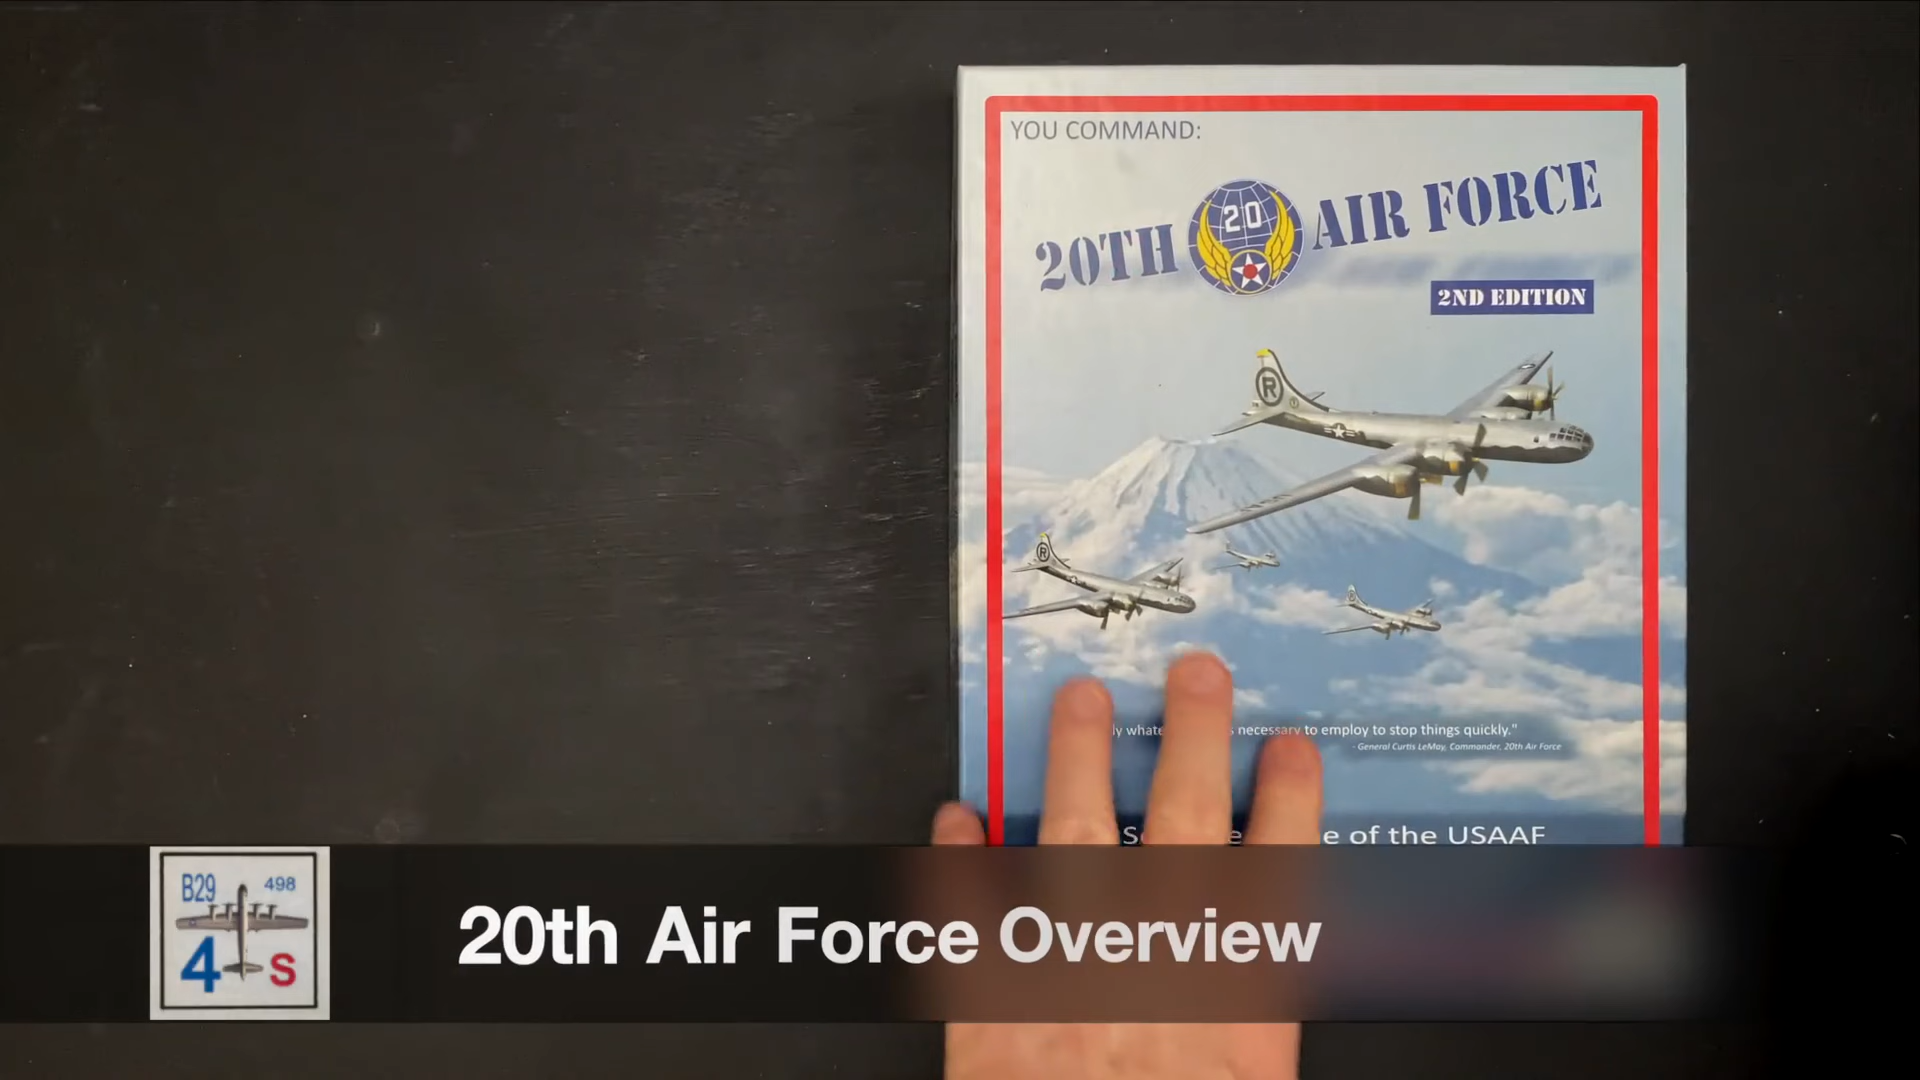 YOU COMMAND:
20TH 20 AIR FORCE
2ND EDITION
R
R
necessary to employ to stop things quickly."
- General Curtis LeMay, Commander, 20th Air Force
e of the USAAF
B29 498
4 S
20th Air Force Overview